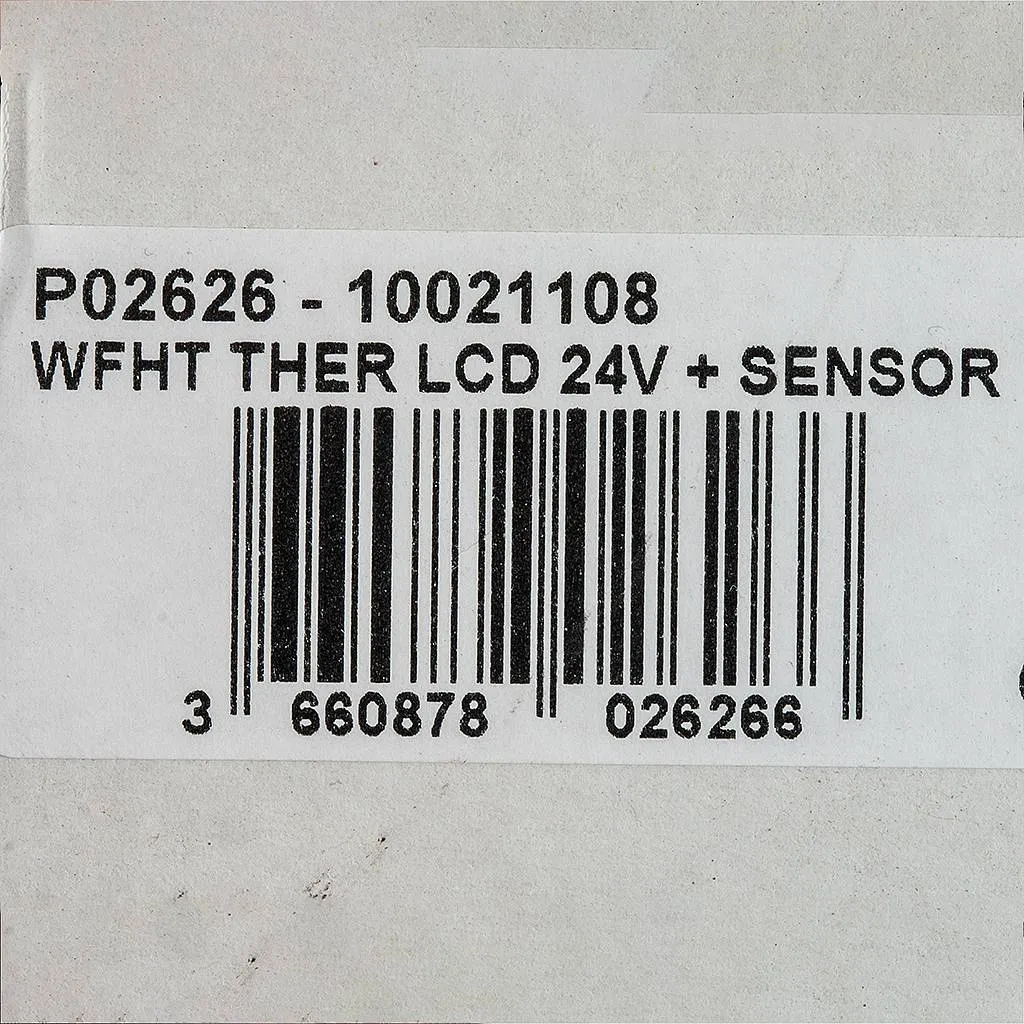 P02626 - 10021108
WFHT THER LCD 24V + SENSOR
3 660878 026266